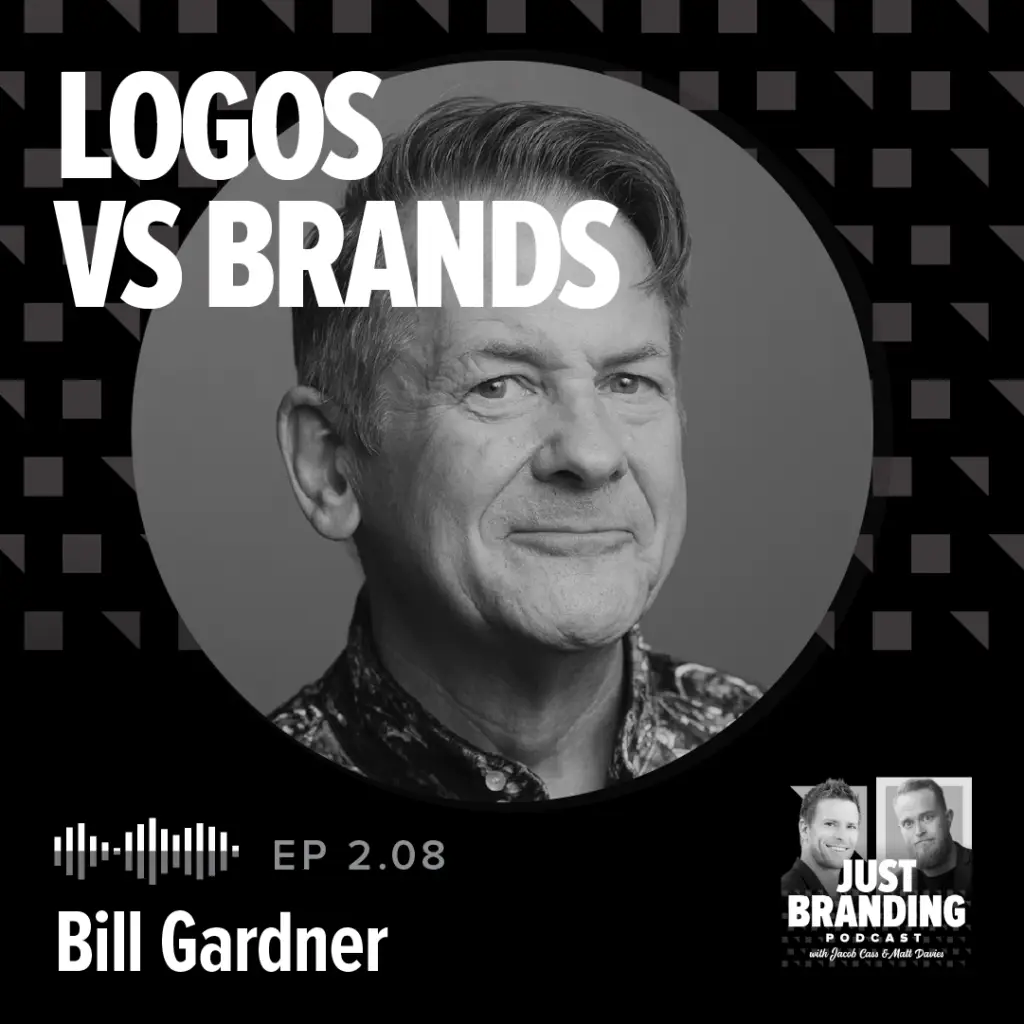 LOGOS
VS BRANDS
EP 2.08
Bill Gardner
JUST
BRANDING
PODCAST
with Jacob Cass & Matt Davies